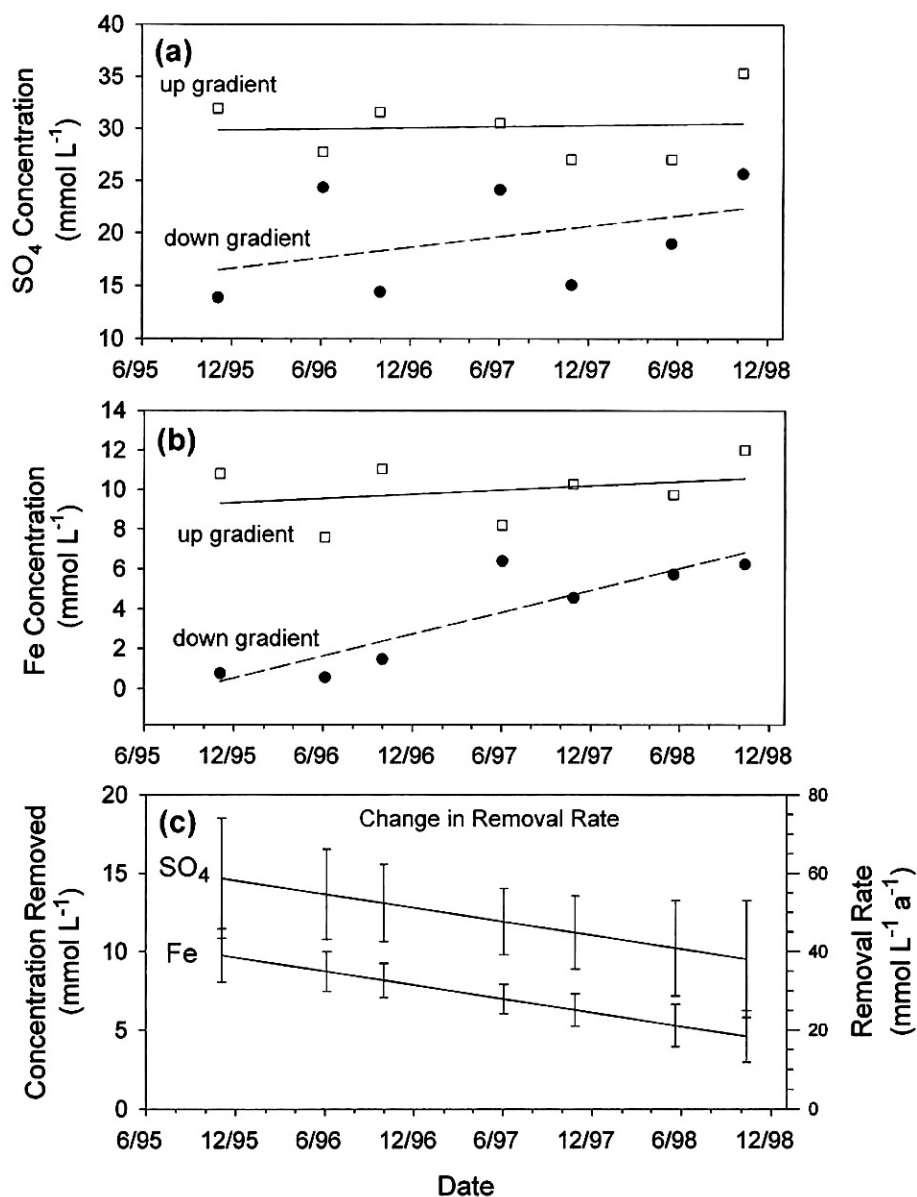 (a)
up gradient
down gradient
SO₄ Concentration
(mmol L⁻¹)
40
35
30
25
20
15
10
6/95 12/95 6/96 12/96 6/97 12/97 6/98 12/98
(b)
up gradient
down gradient
Fe Concentration
(mmol L⁻¹)
14
12
10
8
6
4
2
0
6/95 12/95 6/96 12/96 6/97 12/97 6/98 12/98
(c)
Change in Removal Rate
SO₄
Fe
Concentration Removed
(mmol L⁻¹)
20
15
10
5
0
Removal Rate
(mmol L⁻¹ a⁻¹)
80
60
40
20
0
6/95 12/95 6/96 12/96 6/97 12/97 6/98 12/98
Date